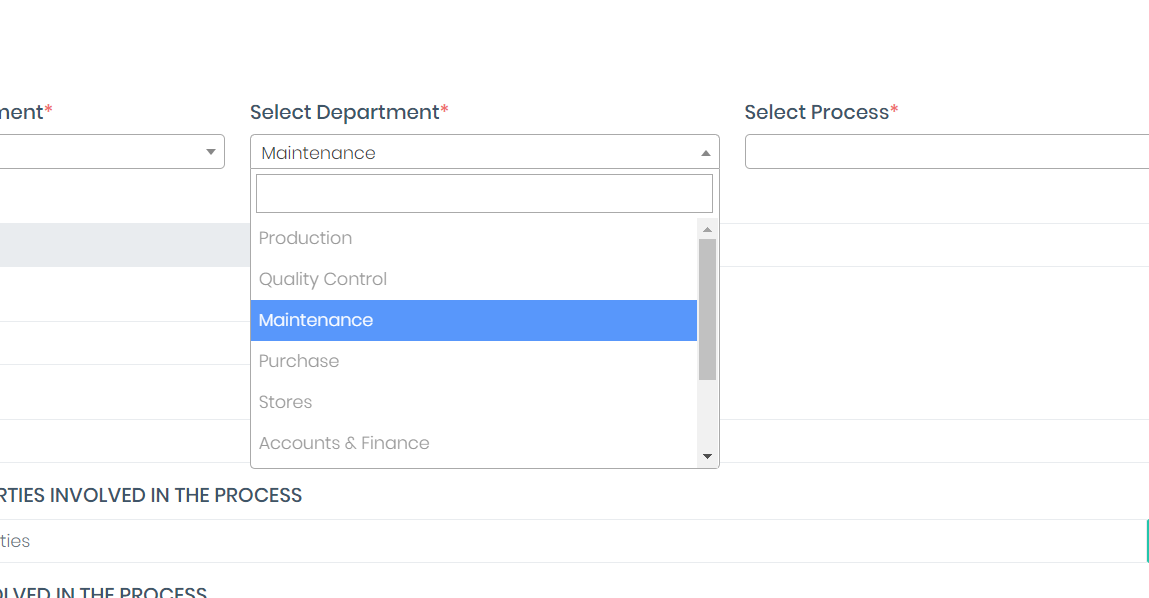 ment* Select Department* Select Process*
Maintenance
Production
Quality Control
Maintenance
Purchase
Stores
Accounts & Finance
RTIES INVOLVED IN THE PROCESS
ties
OLVED IN THE PROCESS